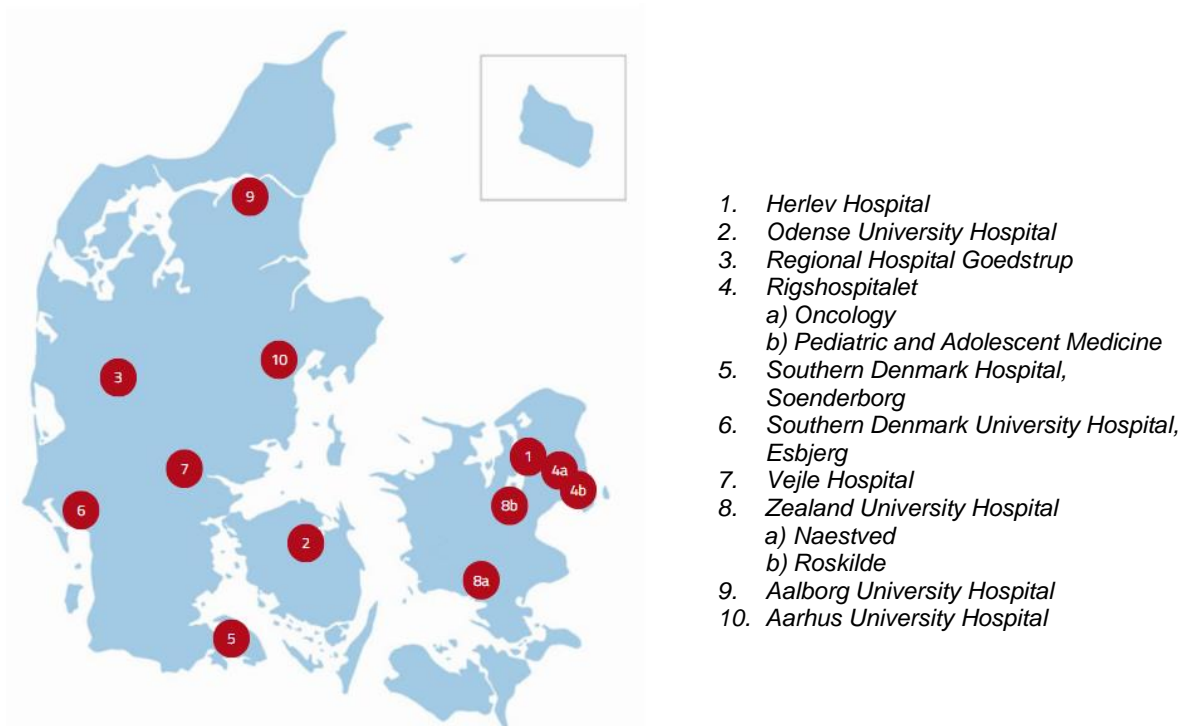 9
10
3
1
4a
7
4b
8b
6
2
8a
5
1. Herlev Hospital
2. Odense University Hospital
3. Regional Hospital Goedstrup
4. Rigshospitalet
a) Oncology
b) Pediatric and Adolescent Medicine
5. Southern Denmark Hospital,
Soenderborg
6. Southern Denmark University Hospital,
Esbjerg
7. Vejle Hospital
8. Zealand University Hospital
a) Naestved
b) Roskilde
9. Aalborg University Hospital
10. Aarhus University Hospital